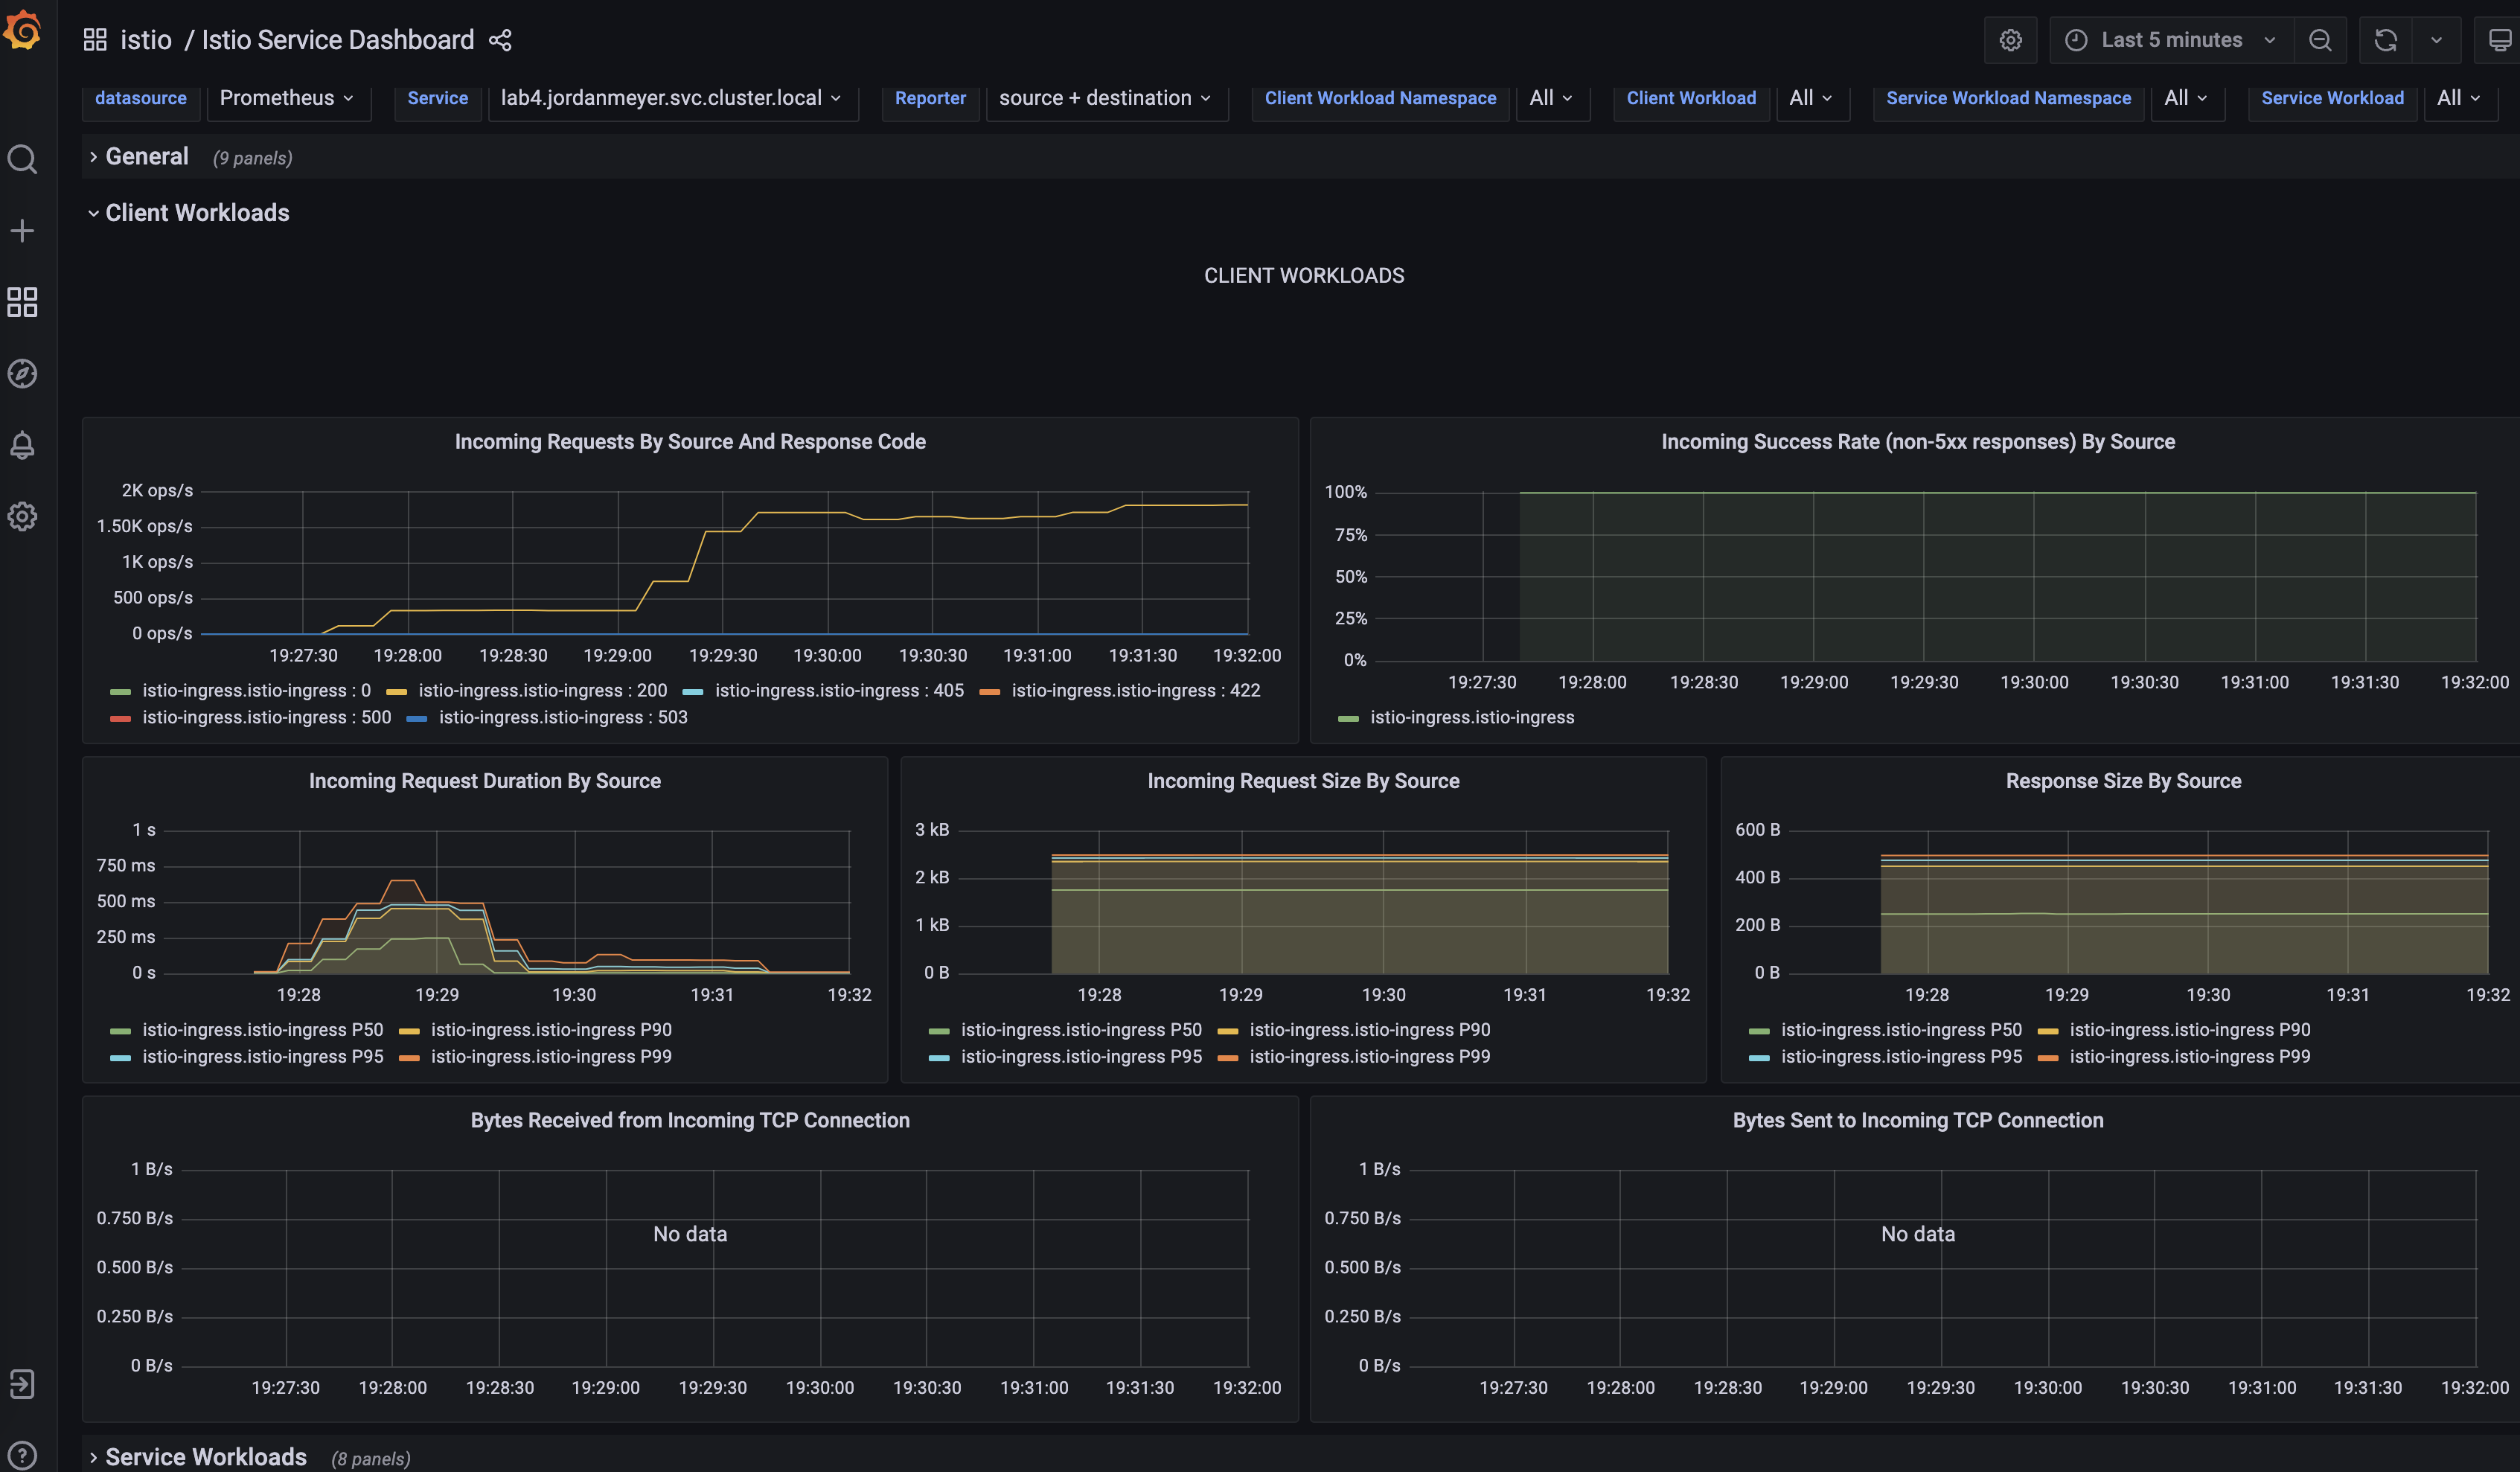 istio / Istio Service Dashboard
Last 5 minutes
datasource Prometheus Service lab4.jordanmeyer.svc.cluster.local Reporter source + destination Client Workload Namespace All Client Workload All Service Workload Namespace All Service Workload All
General (9 panels)
Client Workloads
CLIENT WORKLOADS
Incoming Requests By Source And Response Code
2K ops/s
1.50K ops/s
1K ops/s
500 ops/s
0 ops/s
19:27:30 19:28:00 19:28:30 19:29:00 19:29:30 19:30:00 19:30:30 19:31:00 19:31:30 19:32:00
istio-ingress.istio-ingress : 0 istio-ingress.istio-ingress : 200 istio-ingress.istio-ingress : 405 istio-ingress.istio-ingress : 422
istio-ingress.istio-ingress : 500 istio-ingress.istio-ingress : 503
Incoming Success Rate (non-5xx responses) By Source
100%
75%
50%
25%
0%
19:27:30 19:28:00 19:28:30 19:29:00 19:29:30 19:30:00 19:30:30 19:31:00 19:31:30 19:32:00
istio-ingress.istio-ingress
Incoming Request Duration By Source
1 s
750 ms
500 ms
250 ms
0 s
19:28 19:29 19:30 19:31 19:32
istio-ingress.istio-ingress P50 istio-ingress.istio-ingress P90
istio-ingress.istio-ingress P95 istio-ingress.istio-ingress P99
Incoming Request Size By Source
3 kB
2 kB
1 kB
0 B
19:28 19:29 19:30 19:31 19:32
istio-ingress.istio-ingress P50 istio-ingress.istio-ingress P90
istio-ingress.istio-ingress P95 istio-ingress.istio-ingress P99
Response Size By Source
600 B
400 B
200 B
0 B
19:28 19:29 19:30 19:31 19:32
istio-ingress.istio-ingress P50 istio-ingress.istio-ingress P90
istio-ingress.istio-ingress P95 istio-ingress.istio-ingress P99
Bytes Received from Incoming TCP Connection
1 B/s
0.750 B/s
No data
0.500 B/s
0.250 B/s
0 B/s
19:27:30 19:28:00 19:28:30 19:29:00 19:29:30 19:30:00 19:30:30 19:31:00 19:31:30 19:32:00
Bytes Sent to Incoming TCP Connection
1 B/s
0.750 B/s
No data
0.500 B/s
0.250 B/s
0 B/s
19:27:30 19:28:00 19:28:30 19:29:00 19:29:30 19:30:00 19:30:30 19:31:00 19:31:30 19:32:00
Service Workloads (8 panels)